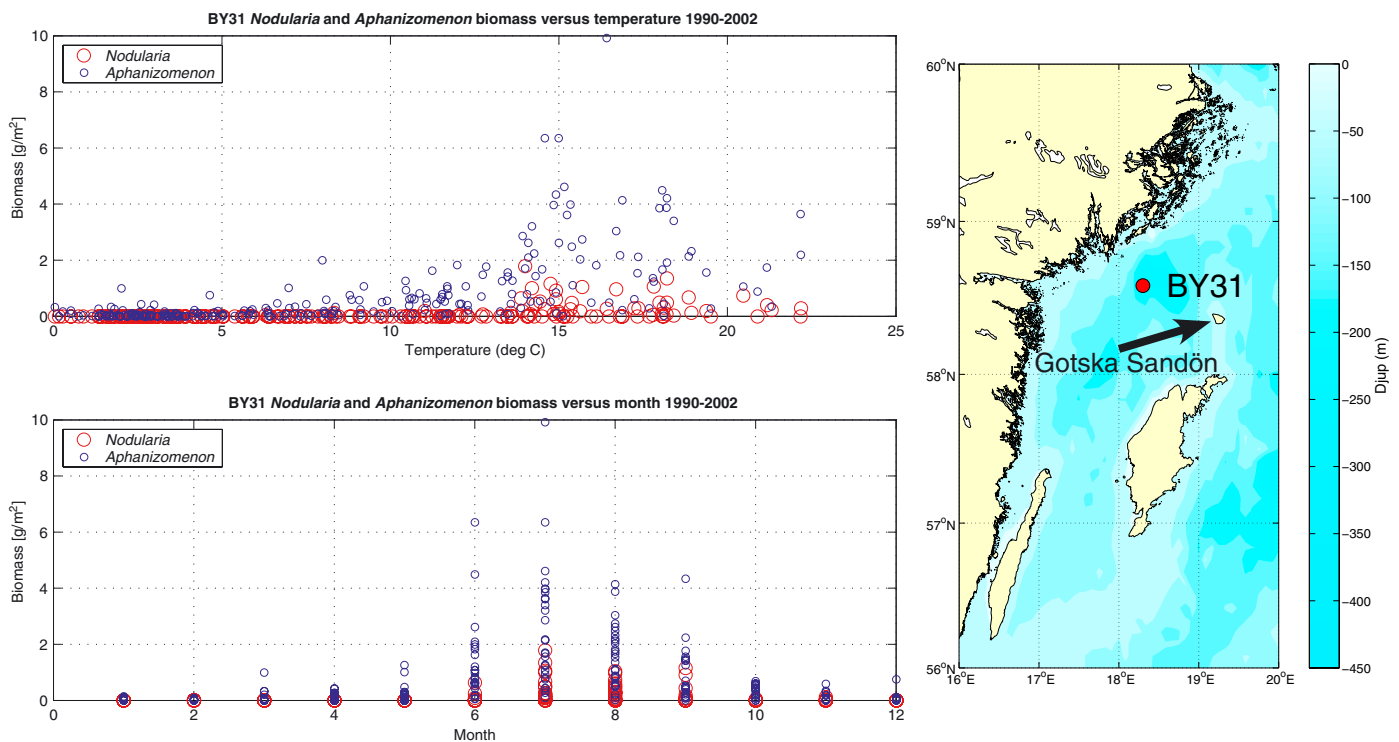 BY31 Nodularia and Aphanizomenon biomass versus temperature 1990-2002
10
8
6
4
2
0
Biomass [g/m²]
Nodularia
Aphanizomenon
0 5 10 15 20 25
Temperature (deg C)
BY31 Nodularia and Aphanizomenon biomass versus month 1990-2002
10
8
6
4
2
0
Biomass [g/m²]
Nodularia
Aphanizomenon
0 2 4 6 8 10 12
Month
60°N
59°N
58°N
57°N
56°N
16°E 17°E 18°E 19°E 20°E
BY31
Gotska Sandön
0
−50
−100
−150
−200
−250
−300
−350
−400
−450
Djup (m)